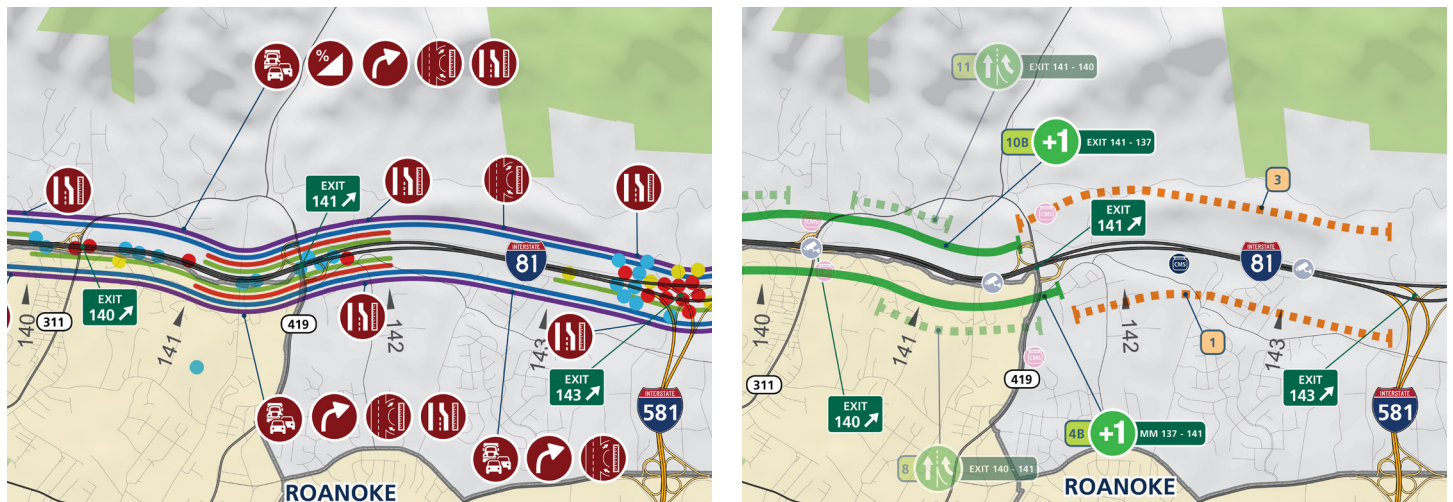 %
EXIT
141
INTERSTATE
81
EXIT
140
140
311
141
419
142
143
EXIT
143
INTERSTATE
581
ROANOKE
11
EXIT 141 - 140
10B
+1
EXIT 141 - 137
3
CMS
EXIT
141
CMS
INTERSTATE
81
CMS
140
141
142
143
1
CMS
311
419
EXIT
140
EXIT
143
INTERSTATE
581
4B
+1
MM 137 - 141
8
EXIT 140 - 141
ROANOKE